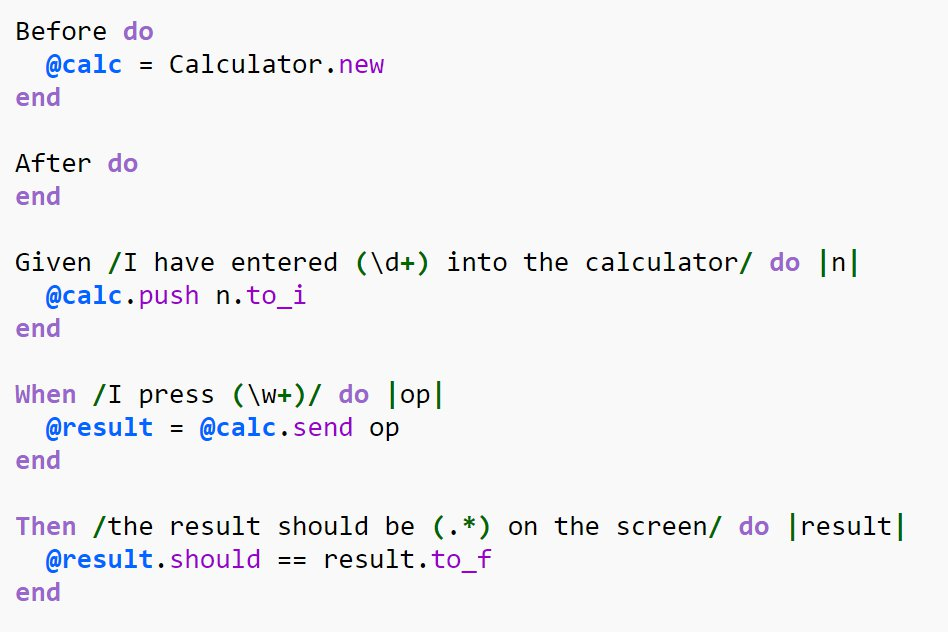 Before do
  @calc = Calculator.new
end

After do
end

Given /I have entered (\d+) into the calculator/ do |n|
  @calc.push n.to_i
end

When /I press (\w+)/ do |op|
  @result = @calc.send op
end

Then /the result should be (.*) on the screen/ do |result|
  @result.should == result.to_f
end